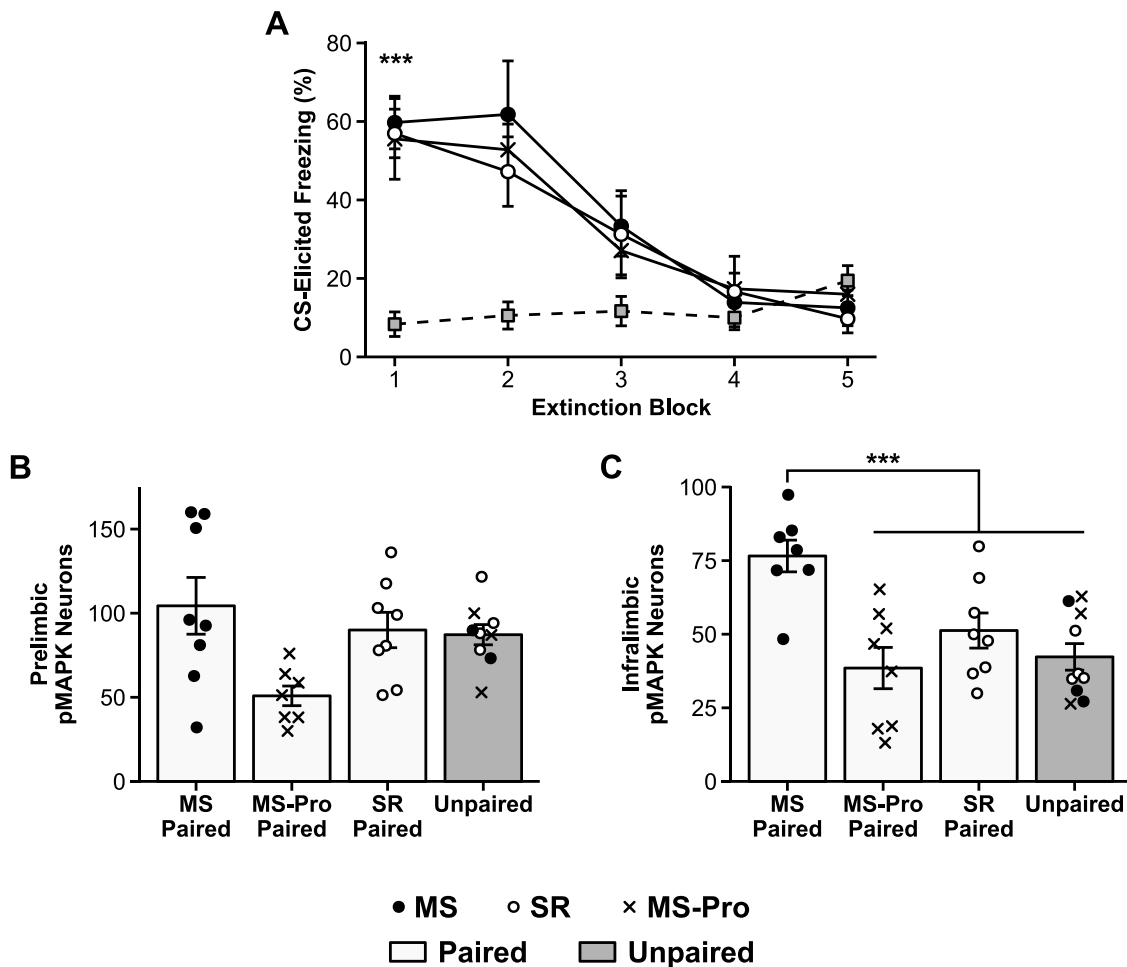 A
***
80
60
40
20
0
CS-Elicited Freezing (%)
1 2 3 4 5
Extinction Block
B
150
100
50
0
Prelimbic
pMAPK Neurons
MS
Paired
MS-Pro
Paired
SR
Paired
Unpaired
C
***
100
75
50
25
0
Infralimbic
pMAPK Neurons
MS
Paired
MS-Pro
Paired
SR
Paired
Unpaired
MS SR MS-Pro
Paired Unpaired